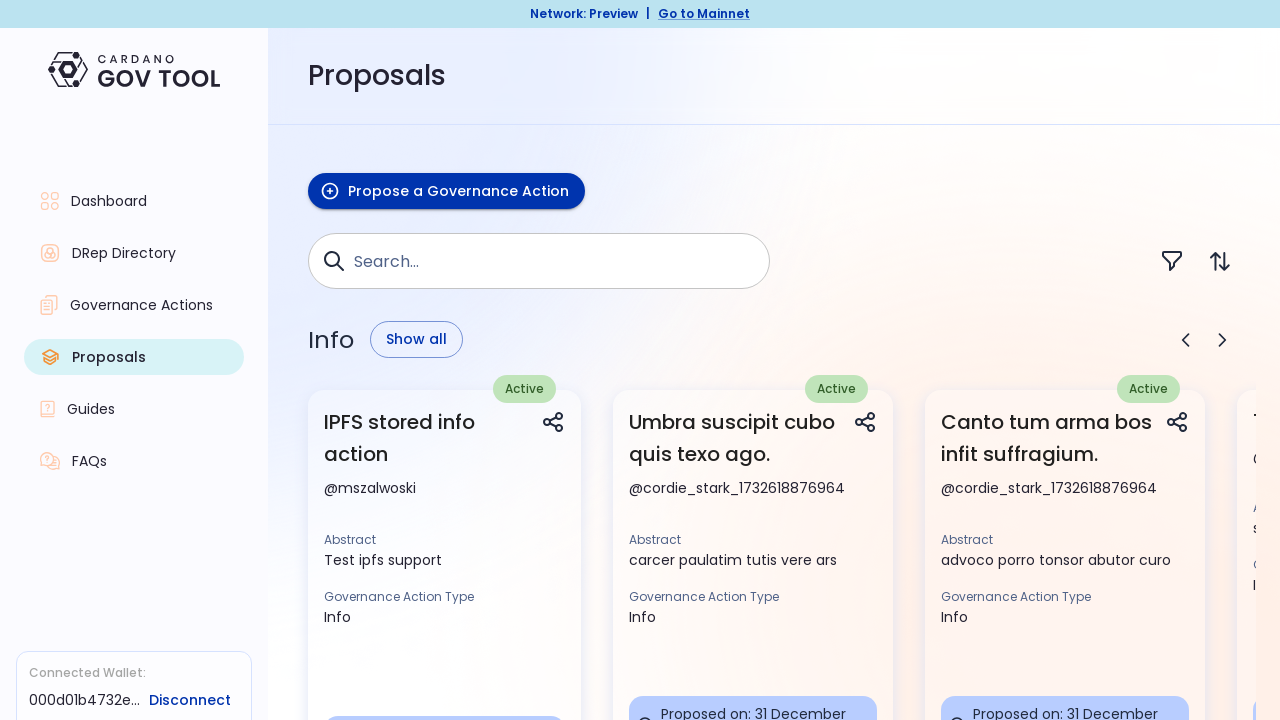 Network: Preview | Go to Mainnet
CARDANO
GOV TOOL
Dashboard
DRep Directory
Governance Actions
Proposals
Guides
FAQs
Connected Wallet:
000d01b4732e... Disconnect
Proposals
Propose a Governance Action
Search...
Info Show all
Active
IPFS stored info
action
@mszalwoski
Abstract
Test ipfs support
Governance Action Type
Info
Active
Umbra suscipit cubo
quis texo ago.
@cordie_stark_1732618876964
Abstract
carcer paulatim tutis vere ars
Governance Action Type
Info
Proposed on: 31 December
Active
Canto tum arma bos
infit suffragium.
@cordie_stark_1732618876964
Abstract
advoco porro tonsor abutor curo
Governance Action Type
Info
Proposed on: 31 December